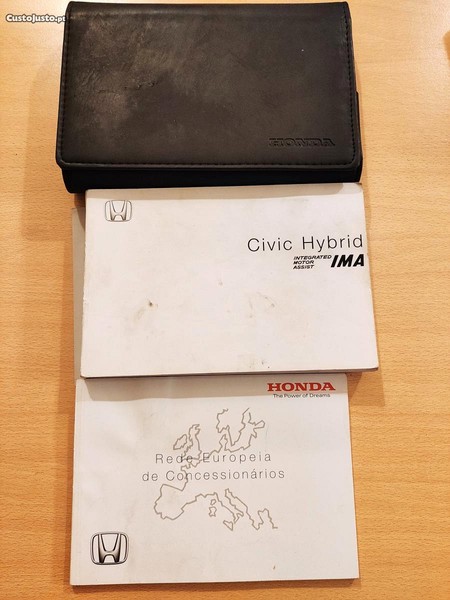 Custojusto.pt
HONDA
Civic Hybrid
INTEGRATED
MOTOR
ASSIST
IMA
HONDA
The Power of Dreams
Rede Europeia
de Concessionários